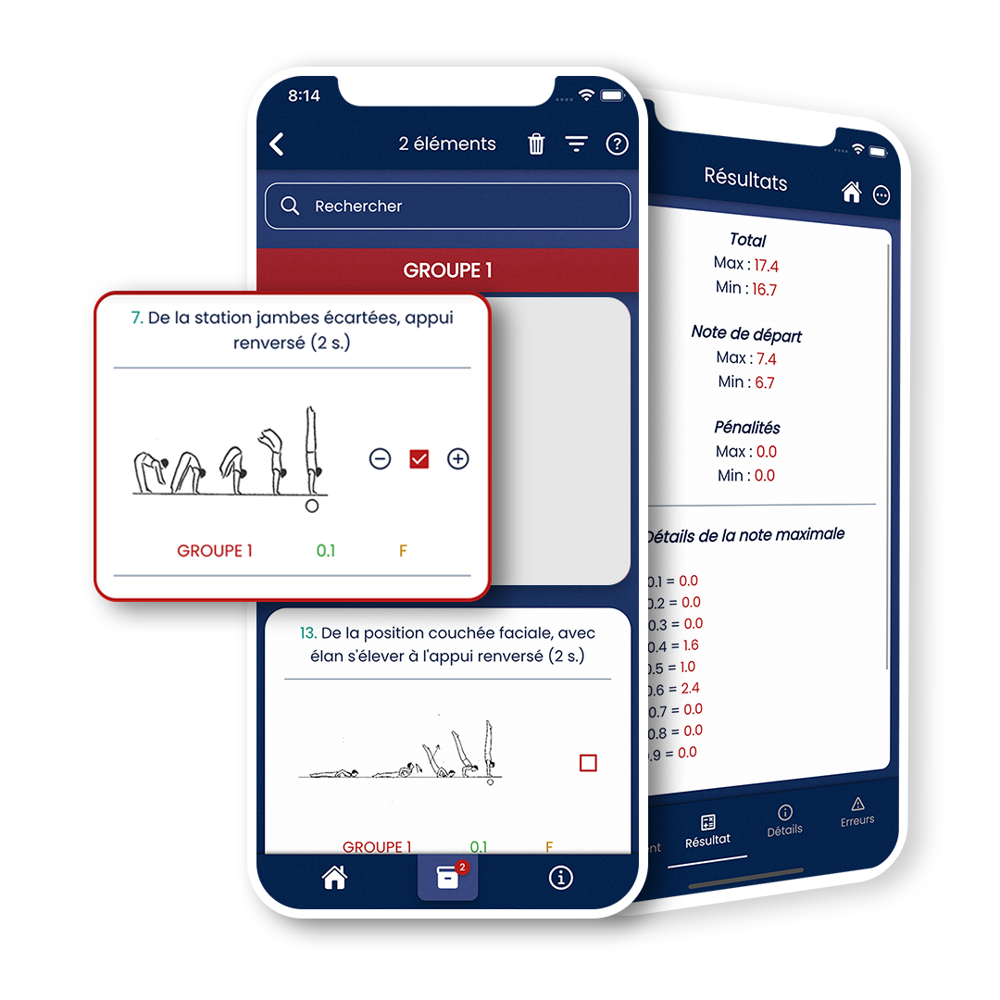 8:14
2 éléments
?
Rechercher
GROUPE 1
7. De la station jambes écartées, appui
renversé (2 s.)
GROUPE 1 0.1 F
13. De la position couchée faciale, avec
élan s'élever à l'appui renversé (2 s.)
GROUPE 1 0.1 F
2
Résultats
Total
Max : 17.4
Min : 16.7
Note de départ
Max : 7.4
Min : 6.7
Pénalités
Max : 0.0
Min : 0.0
Détails de la note maximale
0.1 = 0.0
0.2 = 0.0
0.3 = 0.0
0.4 = 1.6
0.5 = 1.0
0.6 = 2.4
0.7 = 0.0
0.8 = 0.0
.9 = 0.0
ent
Résultat
Détails
Erreurs